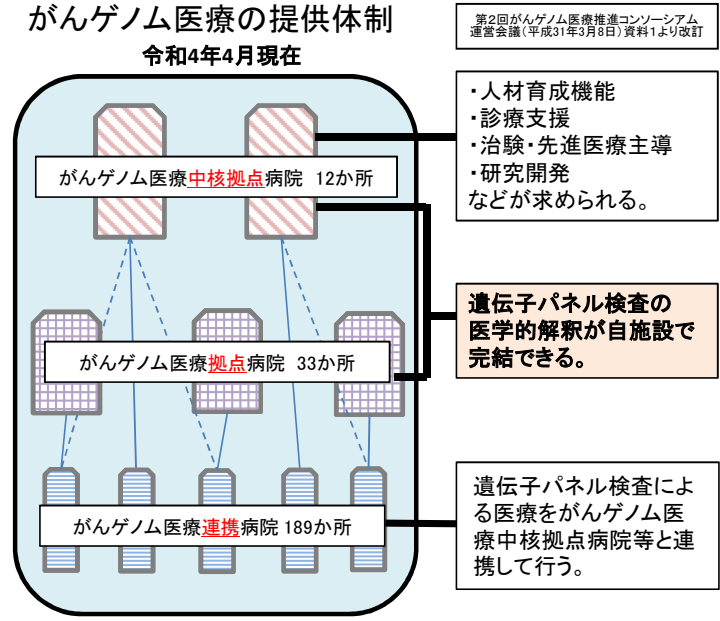 がんゲノム医療の提供体制
令和4年4月現在
第2回がんゲノム医療推進コンソーシアム
運営会議（平成31年3月8日）資料1より改訂
・人材育成機能
・診療支援
・治験・先進医療主導
・研究開発
などが求められる。
がんゲノム医療中核拠点病院 12か所
遺伝子パネル検査の
医学的解釈が自施設で
完結できる。
がんゲノム医療拠点病院 33か所
がんゲノム医療連携病院 189か所
遺伝子パネル検査によ
る医療をがんゲノム医
療中核拠点病院等と連
携して行う。